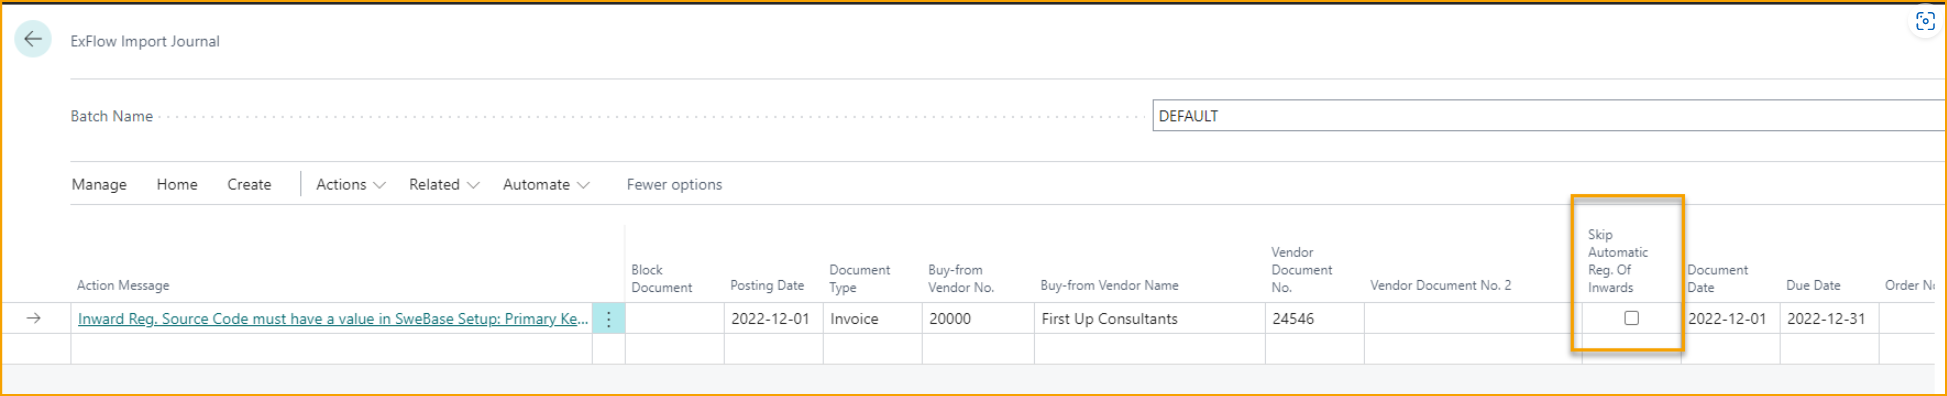 ExFlow Import Journal
Batch Name
DEFAULT
Manage Home Create Actions Related Automate Fewer options
Action Message
Block
Document
Posting Date
Document
Type
Buy-from
Vendor No.
Buy-from Vendor Name
Vendor
Document
No.
Vendor Document No. 2
Skip
Automatic
Reg. Of
Inwards
Document
Date
Due Date
Order
Inward Reg. Source Code must have a value in SweBase Setup: Primary Ke... 2022-12-01 Invoice 20000 First Up Consultants 24546 2022-12-01 2022-12-31